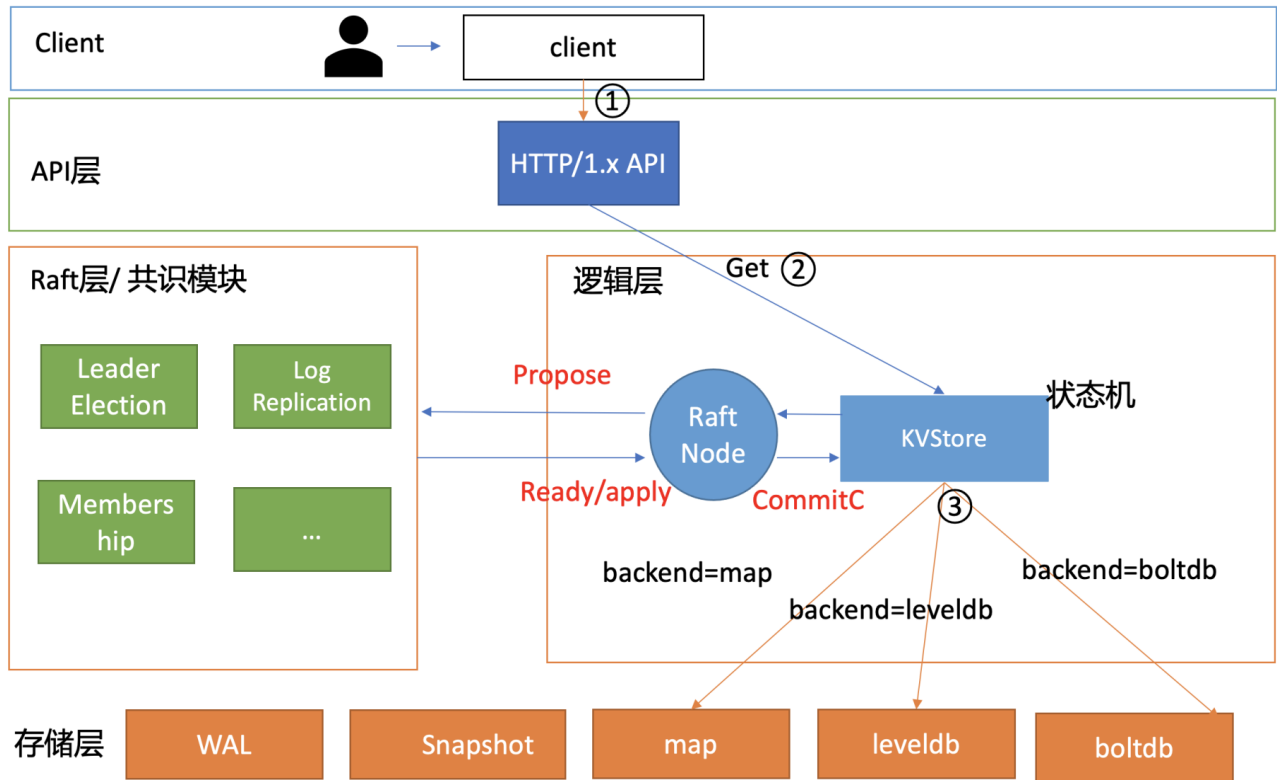 Client
client
①
HTTP/1.x API
API层
Get ②
Raft层/ 共识模块
逻辑层
Leader
Election
Log
Replication
Propose
Raft
Node
状态机
KVStore
Ready/apply
CommitC
Members
hip
...
③
backend=map
backend=leveldb
backend=boltdb
存储层
WAL
Snapshot
map
leveldb
boltdb